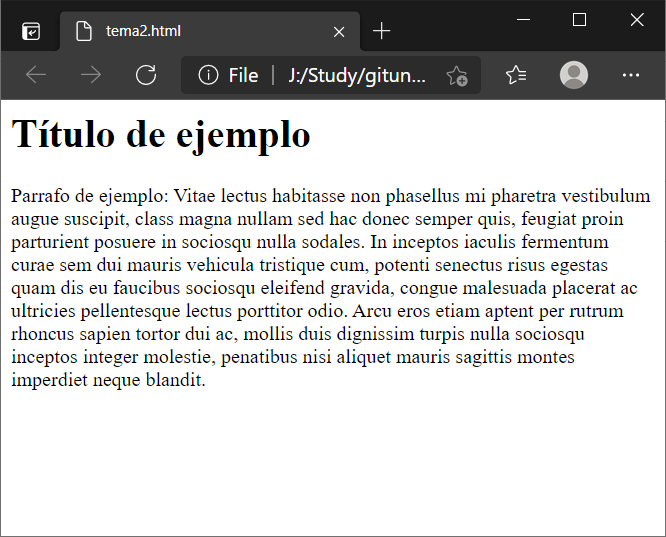 tema2.html
File
J:/Study/gitun...
Título de ejemplo
Parrafo de ejemplo: Vitae lectus habitasse non phasellus mi pharetra vestibulum
augue suscipit, class magna nullam sed hac donec semper quis, feugiat proin
parturient posuere in sociosqu nulla sodales. In inceptos iaculis fermentum
curae sem dui mauris vehicula tristique cum, potenti senectus risus egestas
quam dis eu faucibus sociosqu eleifend gravida, congue malesuada placerat ac
ultricies pellentesque lectus porttitor odio. Arcu eros etiam aptent per rutrum
rhoncus sapien tortor dui ac, mollis duis dignissim turpis nulla sociosqu
inceptos integer molestie, penatibus nisi aliquet mauris sagittis montes
imperdiet neque blandit.